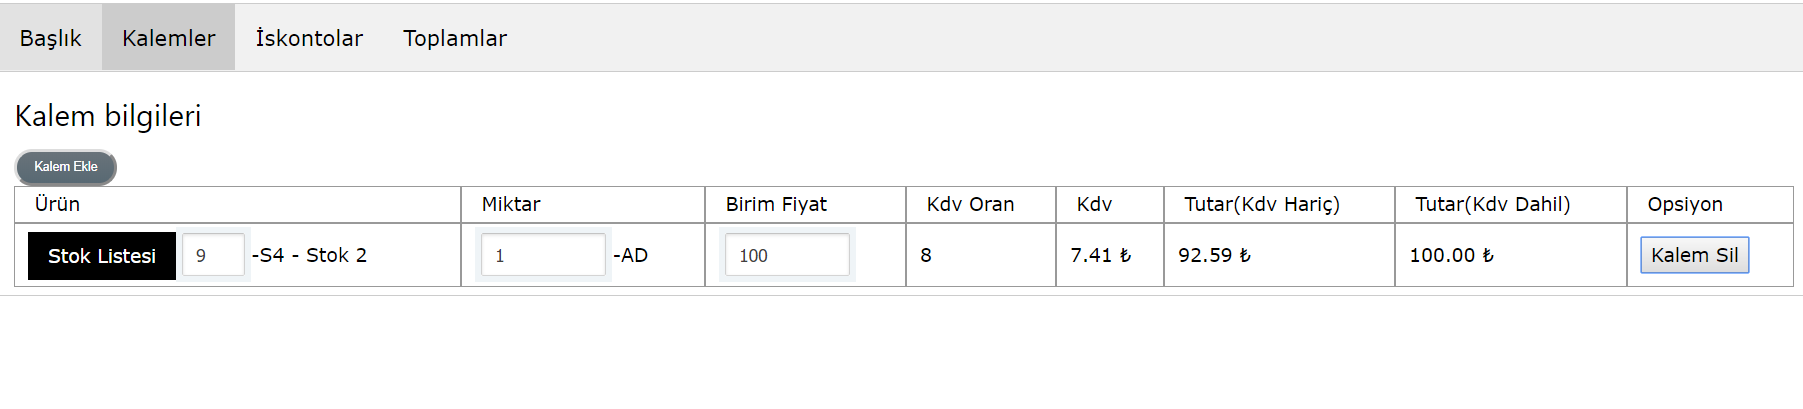 Başlık Kalemler İskontolar Toplamlar
Kalem bilgileri
Kalem Ekle
Ürün Miktar Birim Fiyat Kdv Oran Kdv Tutar(Kdv Hariç) Tutar(Kdv Dahil) Opsiyon
Stok Listesi 9 -S4 - Stok 2 1 -AD 100 8 7.41 ₺ 92.59 ₺ 100.00 ₺ Kalem Sil